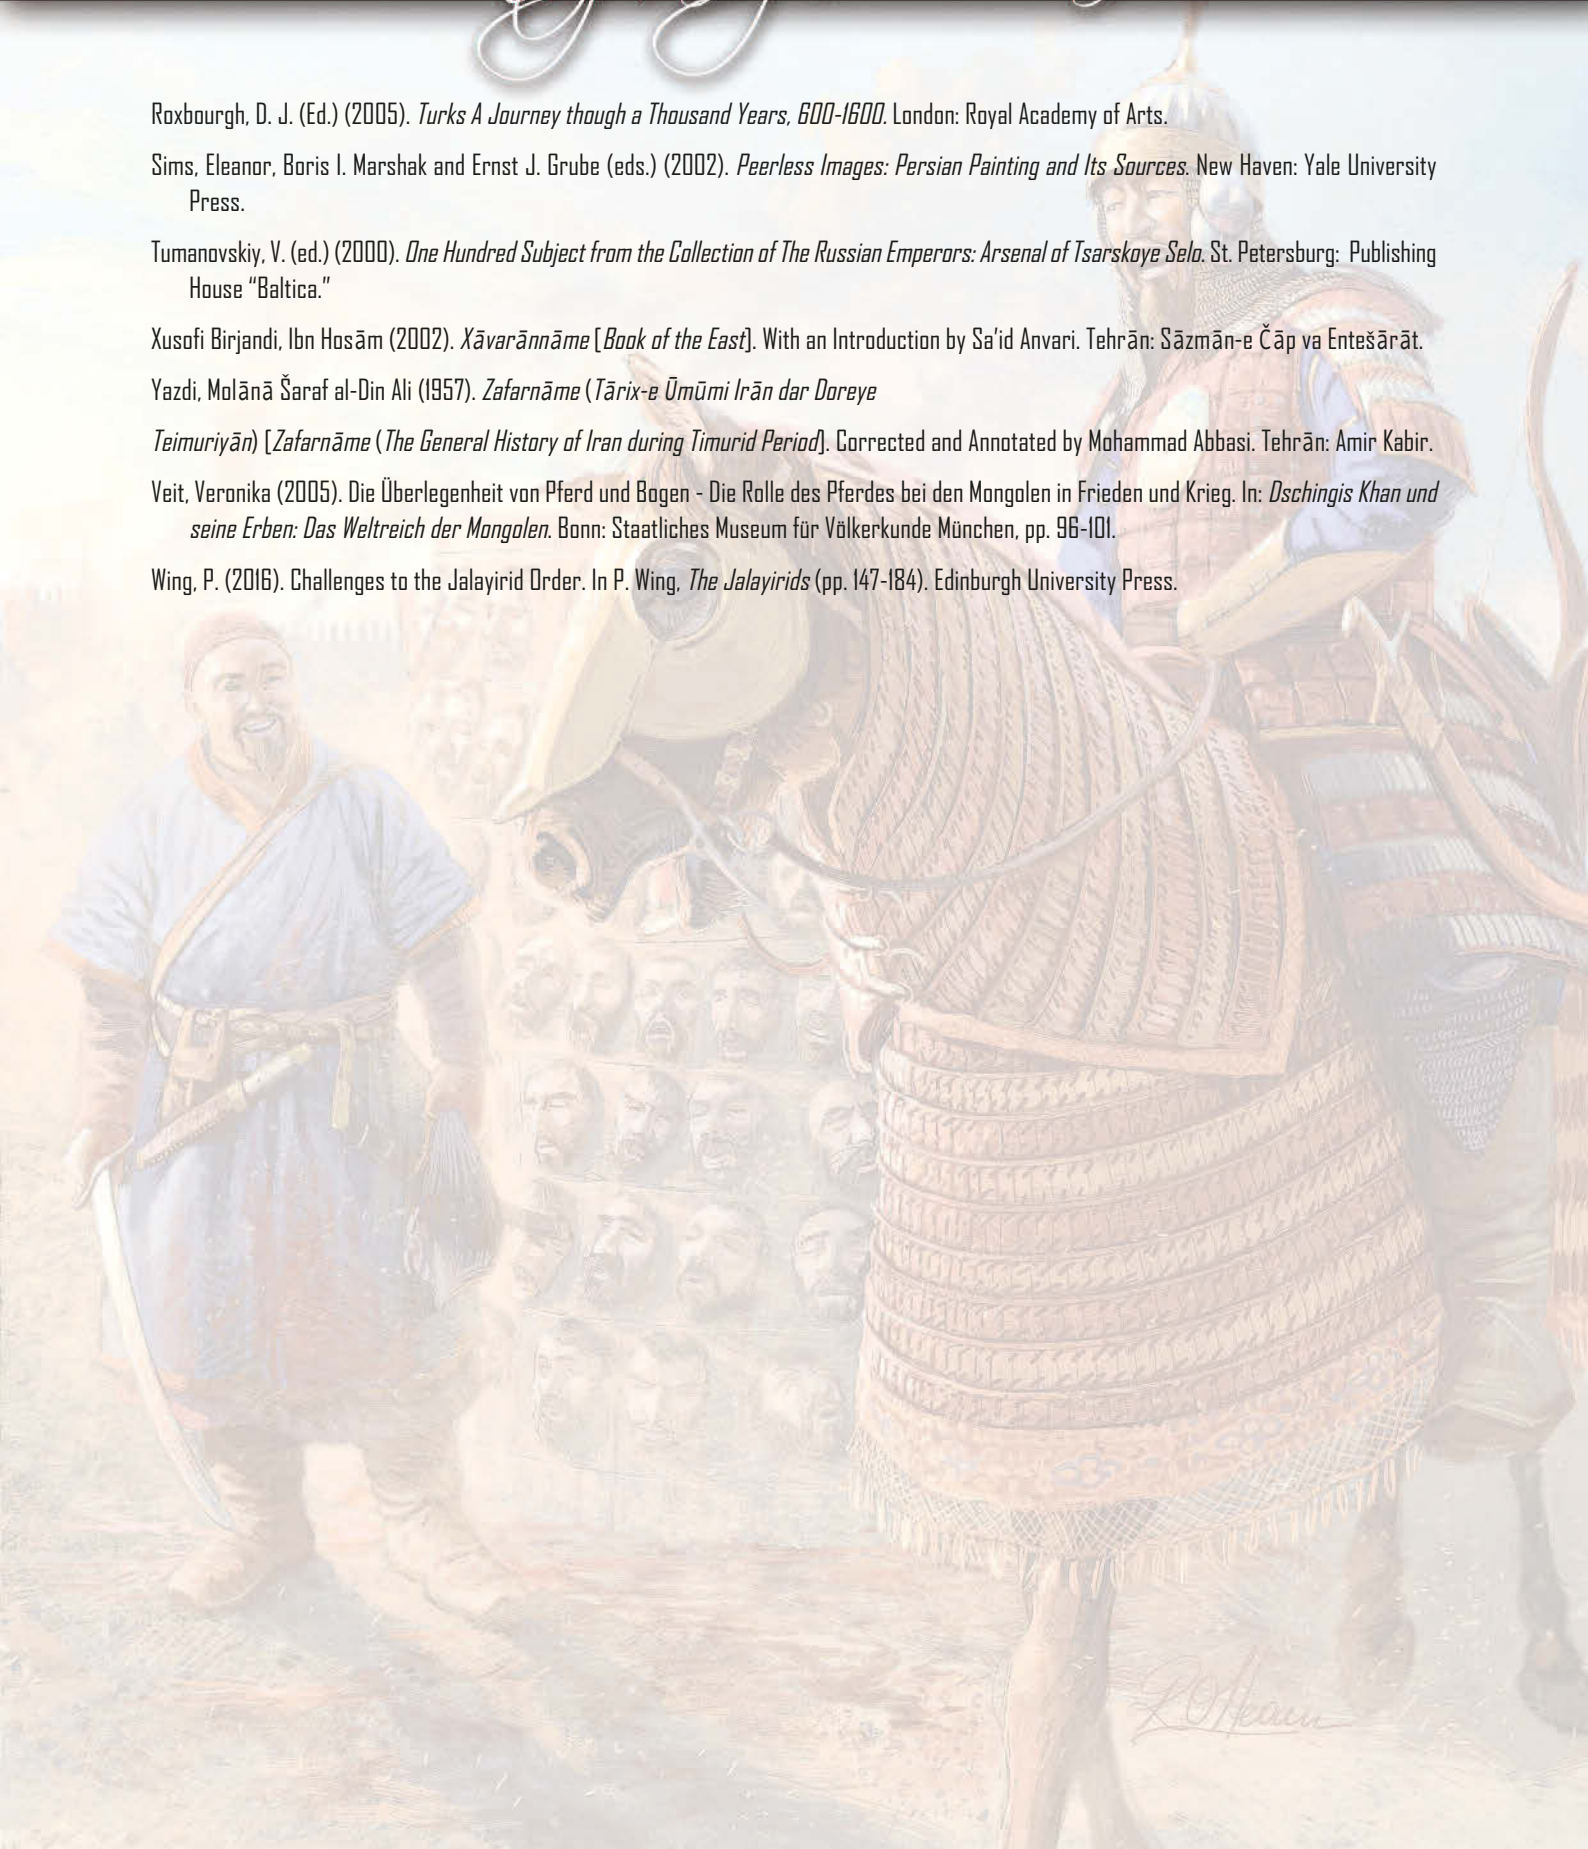 Roxbourgh, D. J. (Ed.) (2005). Turks A Journey though a Thousand Years, 600-1600. London: Royal Academy of Arts.
Sims, Eleanor, Boris I. Marshak and Ernst J. Grube (eds.) (2002). Peerless Images: Persian Painting and Its Sources. New Haven: Yale University
Press.
Tumanovskiy, V. (ed.) (2000). One Hundred Subject from the Collection of The Russian Emperors: Arsenal of Tsarskoye Selo. St. Petersburg: Publishing
House “Baltica.”
Xusofi Birjandi, Ibn Hosām (2002). Xāvarānnāme [Book of the East]. With an Introduction by Sa’id Anvari. Tehrān: Sāzmān-e Čāp va Entešārāt.
Yazdi, Molānā Šaraf al-Din Ali (1957). Zafarnāme (Tārix-e Ūmūmi Irān dar Doreye
Teimuriyān) [Zafarnāme (The General History of Iran during Timurid Period]. Corrected and Annotated by Mohammad Abbasi. Tehrān: Amir Kabir.
Veit, Veronika (2005). Die Überlegenheit von Pferd und Bogen - Die Rolle des Pferdes bei den Mongolen in Frieden und Krieg. In: Dschingis Khan und
seine Erben: Das Weltreich der Mongolen. Bonn: Staatliches Museum für Völkerkunde München, pp. 96-101.
Wing, P. (2016). Challenges to the Jalayirid Order. In P. Wing, The Jalayirids (pp. 147-184). Edinburgh University Press.